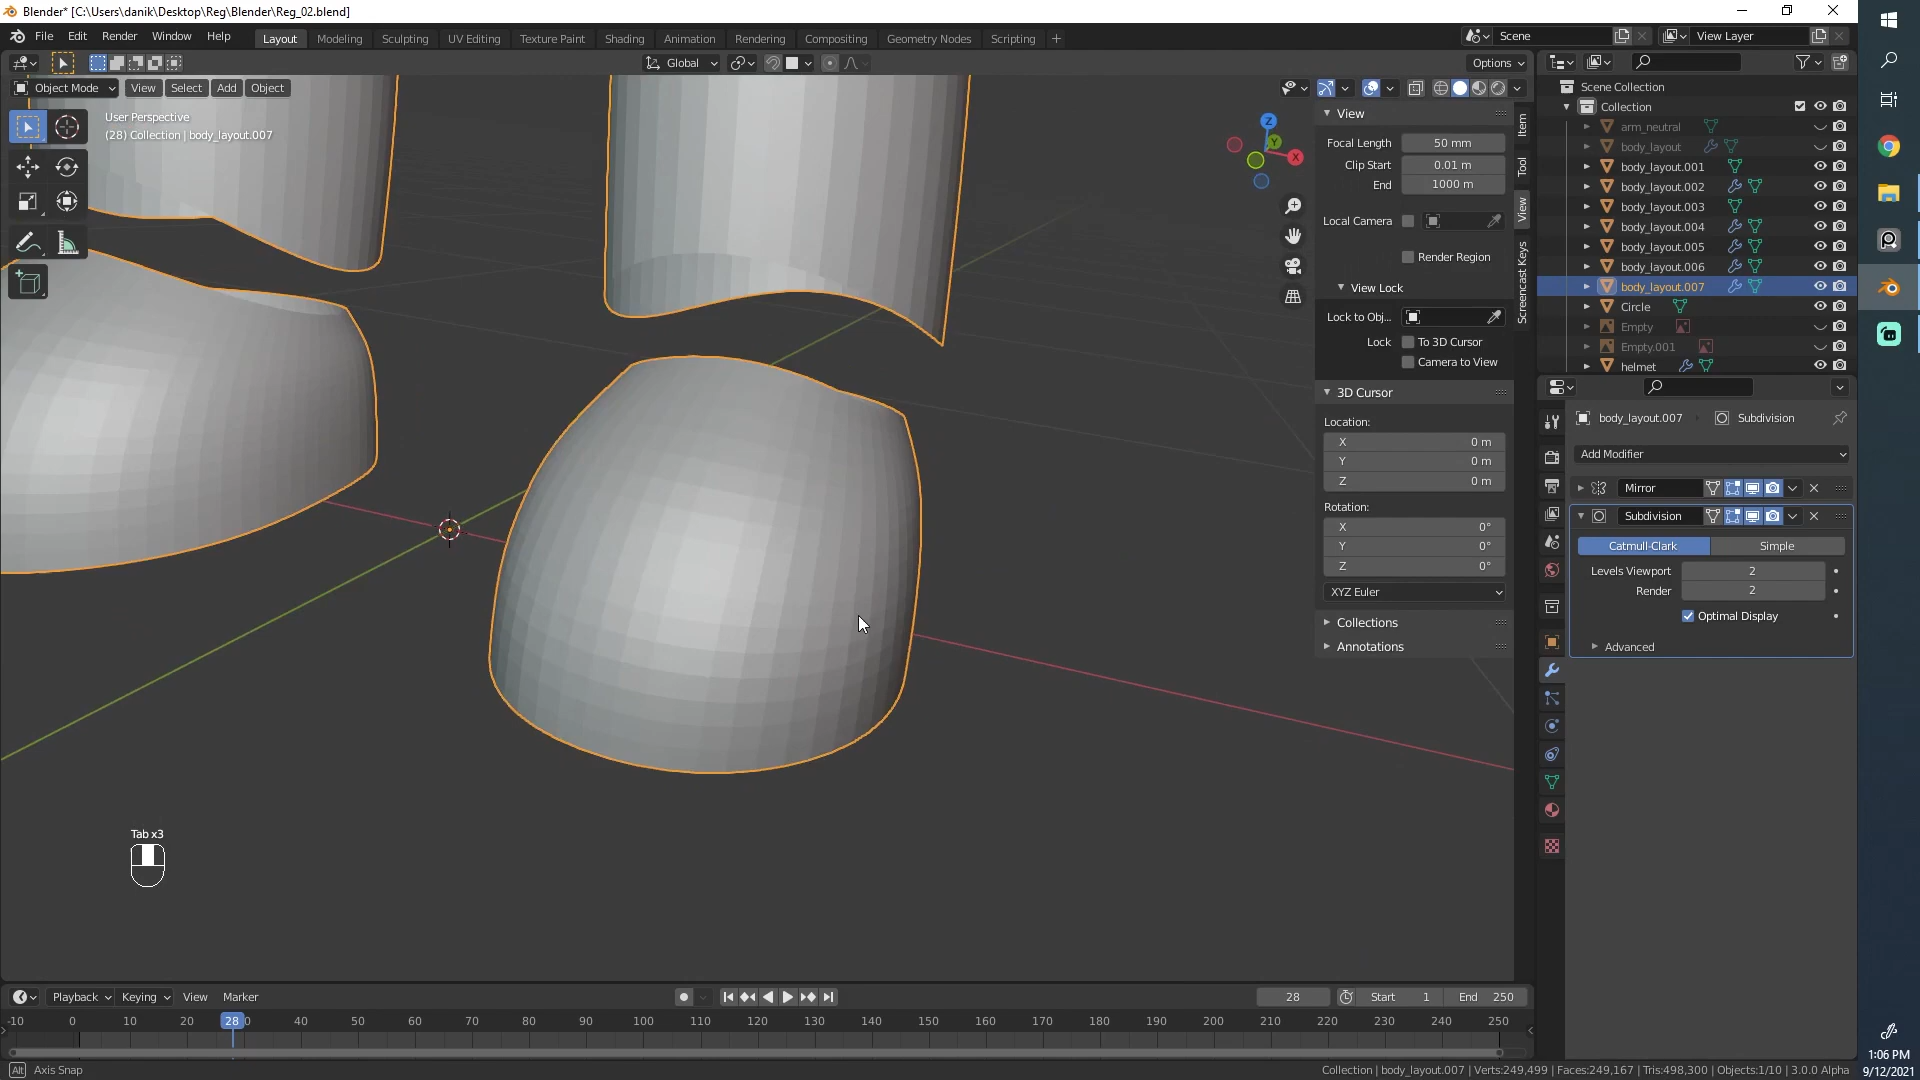 Blender* [C:\Users\danik\Desktop\Reg\Blender\Reg_02.blend]
File Edit Render Window Help
Layout Modeling Sculpting UV Editing Texture Paint Shading Animation Rendering Compositing Geometry Nodes Scripting
Scene
View Layer
Global
Options
Object Mode View Select Add Object
User Perspective
(28) Collection | body_layout.007
Z
Y
X
View
Focal Length 50 mm
Clip Start 0.01 m
End 1000 m
Local Camera
Render Region
View Lock
Lock to Obj...
Lock To 3D Cursor
Camera to View
3D Cursor
Location:
X 0 m
Y 0 m
Z 0 m
Rotation:
X 0°
Y 0°
Z 0°
XYZ Euler
Collections
Annotations
Item
Tool
View
Screencast Keys
Scene Collection
Collection
arm_neutral
body_layout
body_layout.001
body_layout.002
body_layout.003
body_layout.004
body_layout.005
body_layout.006
body_layout.007
Circle
Empty
Empty.001
helmet
body_layout.007 Subdivision
Add Modifier
Mirror
Subdivision
Catmull-Clark Simple
Levels Viewport 2
Render 2
Optimal Display
Advanced
Tab x3
Playback Keying View Marker
28 Start 1 End 250
-10 0 10 20 28 0 40 50 60 70 80 90 100 110 120 130 140 150 160 170 180 190 200 210 220 230 240 250
Alt Axis Snap
Collection | body_layout.007 | Verts:249,499 | Faces:249,167 | Tris:498,300 | Objects:1/10 | 3.0.0 Alpha
1:06 PM
9/12/2021